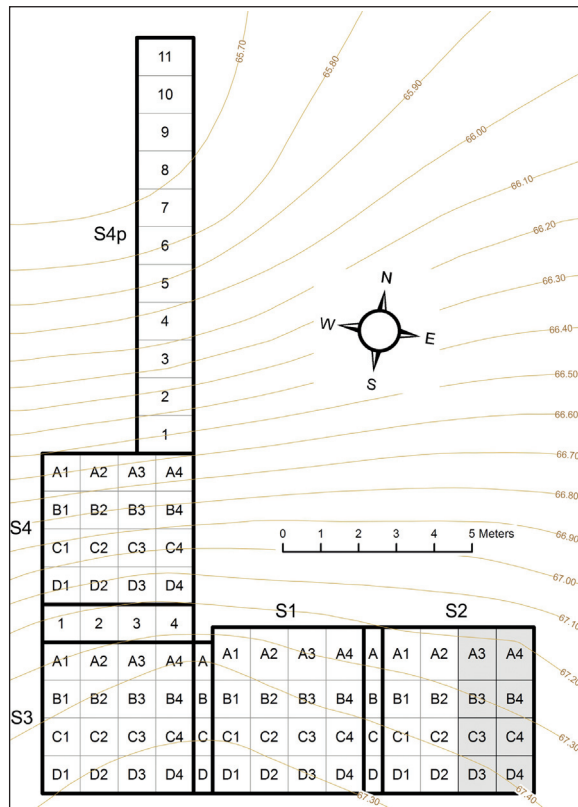 65.70
65.80
65.90
66.00
66.10
66.20
66.30
66.40
66.50
66.60
66.70
66.80
66.90
67.00
67.10
67.20
67.30
67.40
67.30
11
10
9
8
7
S4p
6
5
4
3
2
1
N
W
E
S
A1 A2 A3 A4
S4
B1 B2 B3 B4
C1 C2 C3 C4
D1 D2 D3 D4
0 1 2 3 4 5 Meters
1 2 3 4
S1 S2
S3
A1 A2 A3 A4 A A1 A2 A3 A4 A A1 A2 A3 A4
B1 B2 B3 B4 B B1 B2 B3 B4 B B1 B2 B3 B4
C1 C2 C3 C4 C C1 C2 C3 C4 C C1 C2 C3 C4
D1 D2 D3 D4 D D1 D2 D3 D4 D D1 D2 D3 D4